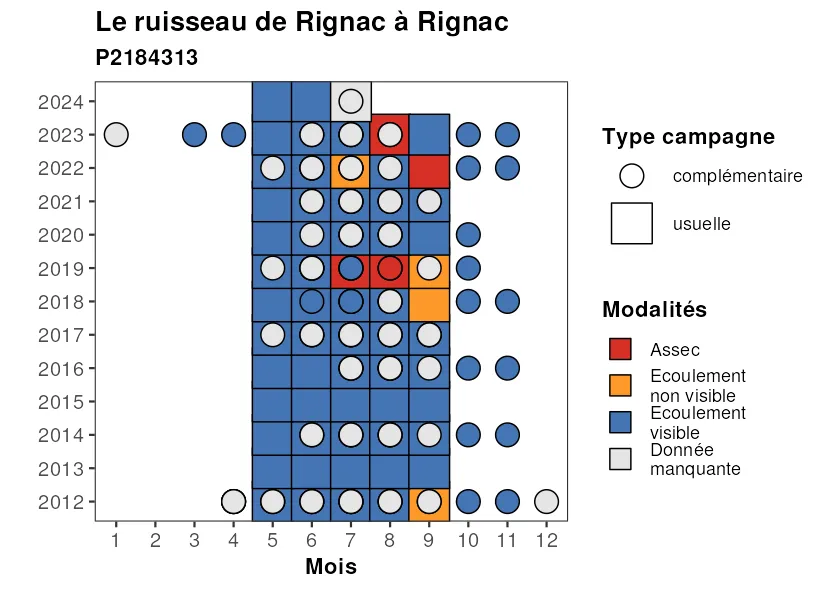 Le ruisseau de Rignac à Rignac
P2184313
2024
2023
2022
2021
2020
2019
2018
2017
2016
2015
2014
2013
2012
1 2 3 4 5 6 7 8 9 10 11 12
Mois
Type campagne
complémentaire
usuelle
Modalités
Assec
Ecoulement
non visible
Ecoulement
visible
Donnée
manquante